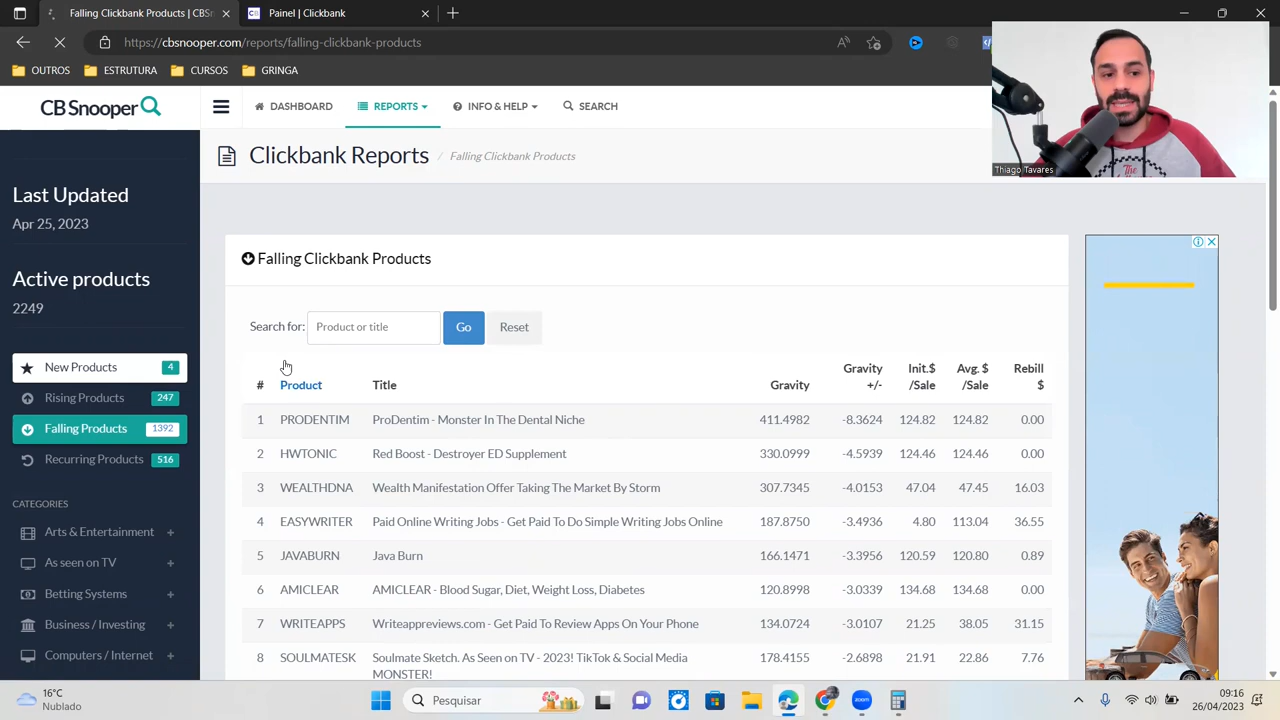 Clickbank Reports
Clickbank P
https://cbsnooper.com/reports/falling-clickbank-products
OUTROS
ESTRUTURA
CURSOS
GRINGA
CB Snooper
DASHBOARD
REPORTS
INFO & HELP
SEARCH
Thiago Tavares
Clickbank Reports / Falling Clickbank Products
Last Updated
Apr 25, 2023
Active products
2249
New Products 4
Rising Products 247
Falling Products 1392
Recurring Products 516
CATEGORIES
Arts & Entertainment +
As seen on TV +
Betting Systems +
Business / Investing +
Computers / Internet +
Falling Clickbank Products
Search for: Product or title Go Reset
# Product Title Gravity Gravity +/- Init.$ /Sale Avg. $ /Sale Rebill $
1 PRODENTIM ProDentim - Monster In The Dental Niche 411.4982 -8.3624 124.82 124.82 0.00
2 HWTONIC Red Boost - Destroyer ED Supplement 330.0999 -4.5939 124.46 124.46 0.00
3 WEALTHDNA Wealth Manifestation Offer Taking The Market By Storm 307.7345 -4.0153 47.04 47.45 16.03
4 EASYWRITER Paid Online Writing Jobs - Get Paid To Do Simple Writing Jobs Online 187.8750 -3.4936 4.80 113.04 36.55
5 JAVABURN Java Burn 166.1471 -3.3956 120.59 120.80 0.89
6 AMICLEAR AMICLEAR - Blood Sugar, Diet, Weight Loss, Diabetes 120.8998 -3.0339 134.68 134.68 0.00
7 WRITEAPPS Writeappreviews.com - Get Paid To Review Apps On Your Phone 134.0724 -3.0107 21.25 38.05 31.15
8 SOULMATESK Soulmate Sketch. As Seen on TV - 2023! TikTok & Social Media 178.4155 -2.6898 21.91 22.86 7.76
MONSTER!
16°C
Nublado
Pesquisar
09:16
26/04/2023